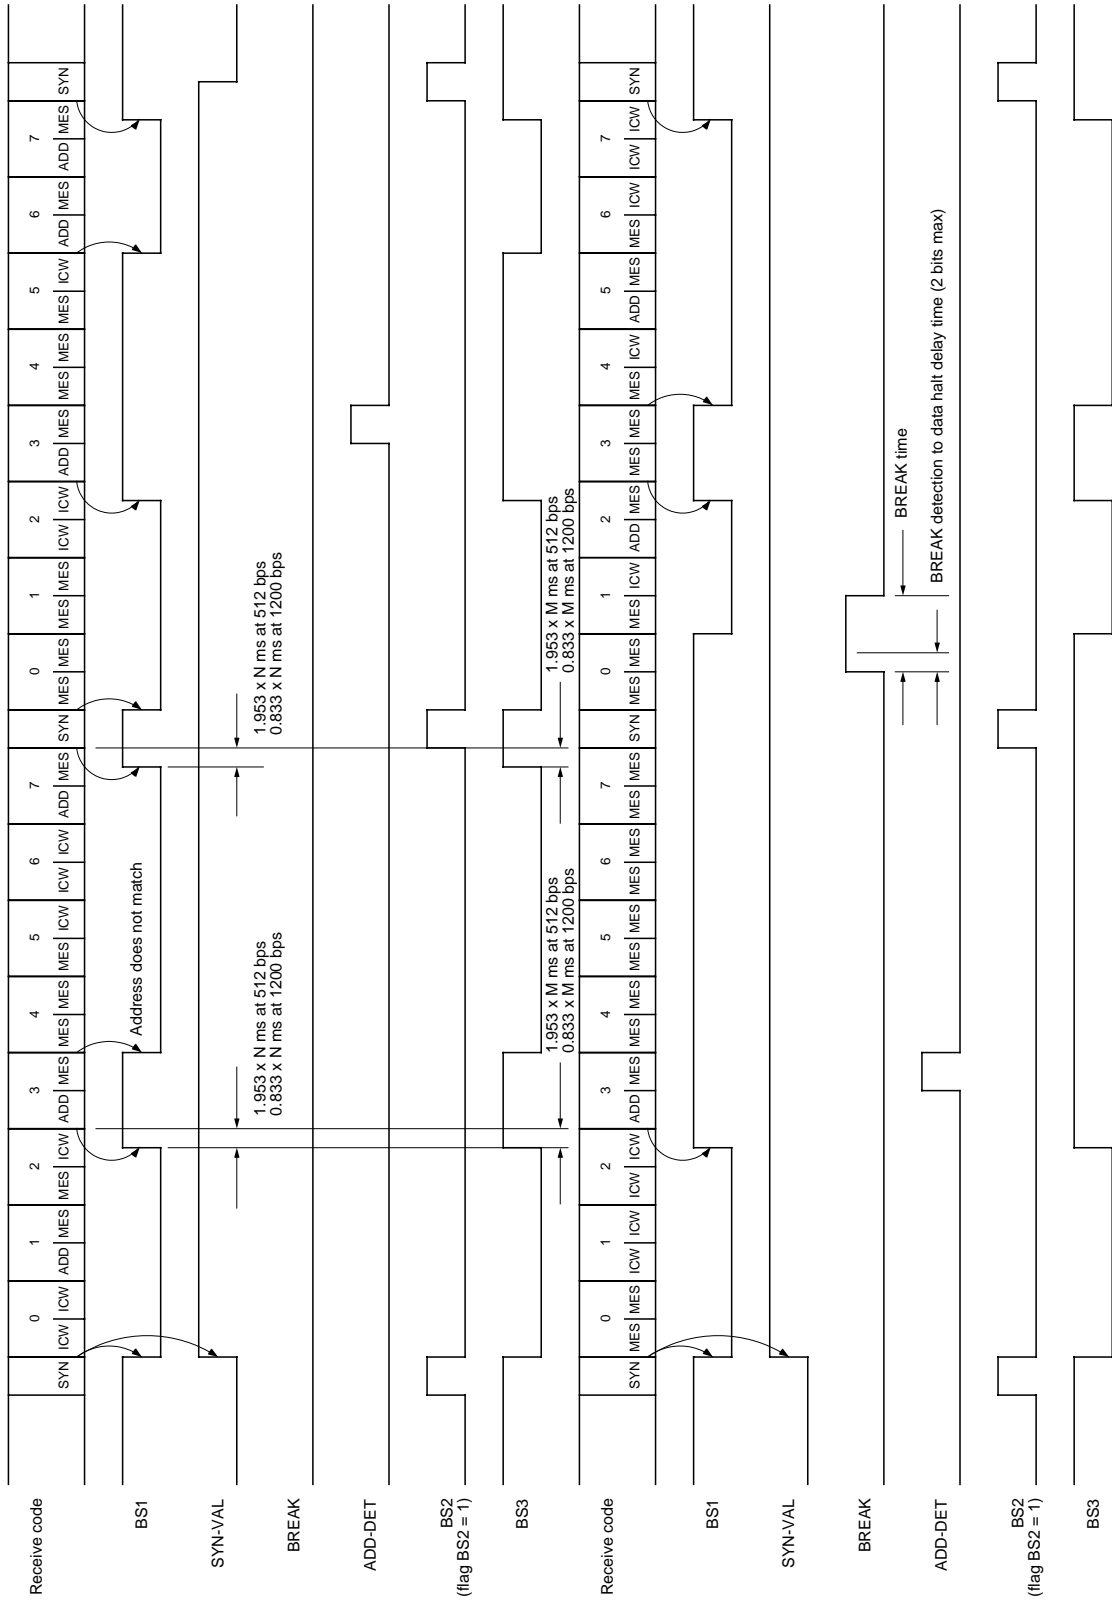 0 1 2 3 4 5 6 7 0 1 2 3 4 5 6 7
Receive code SYN ICW ICW ADD MES MES ICW ADD MES MES MES MES ICW ICW ICW ADD MES SYN MES MES MES MES ICW ICW ADD MES MES MES MES ICW ADD MES ADD MES SYN
BS1 Address does not match
SYN-VAL
1.953 x N ms at 512 bps 1.953 x N ms at 512 bps
0.833 x N ms at 1200 bps 0.833 x N ms at 1200 bps
BREAK
ADD-DET
BS2
(flag BS2 = 1)
BS3
1.953 x M ms at 512 bps 1.953 x M ms at 512 bps
0.833 x M ms at 1200 bps 0.833 x M ms at 1200 bps
0 1 2 3 4 5 6 7 0 1 2 3 4 5 6 7
Receive code SYN MES MES ICW ICW ICW ICW ADD MES MES MES MES MES MES MES MES MES SYN MES MES MES ICW ADD MES MES MES MES ICW ADD MES MES ICW ICW ICW SYN
BS1
SYN-VAL
BREAK
BREAK time
ADD-DET
BREAK detection to data halt delay time (2 bits max)
BS2
(flag BS2 = 1)
BS3